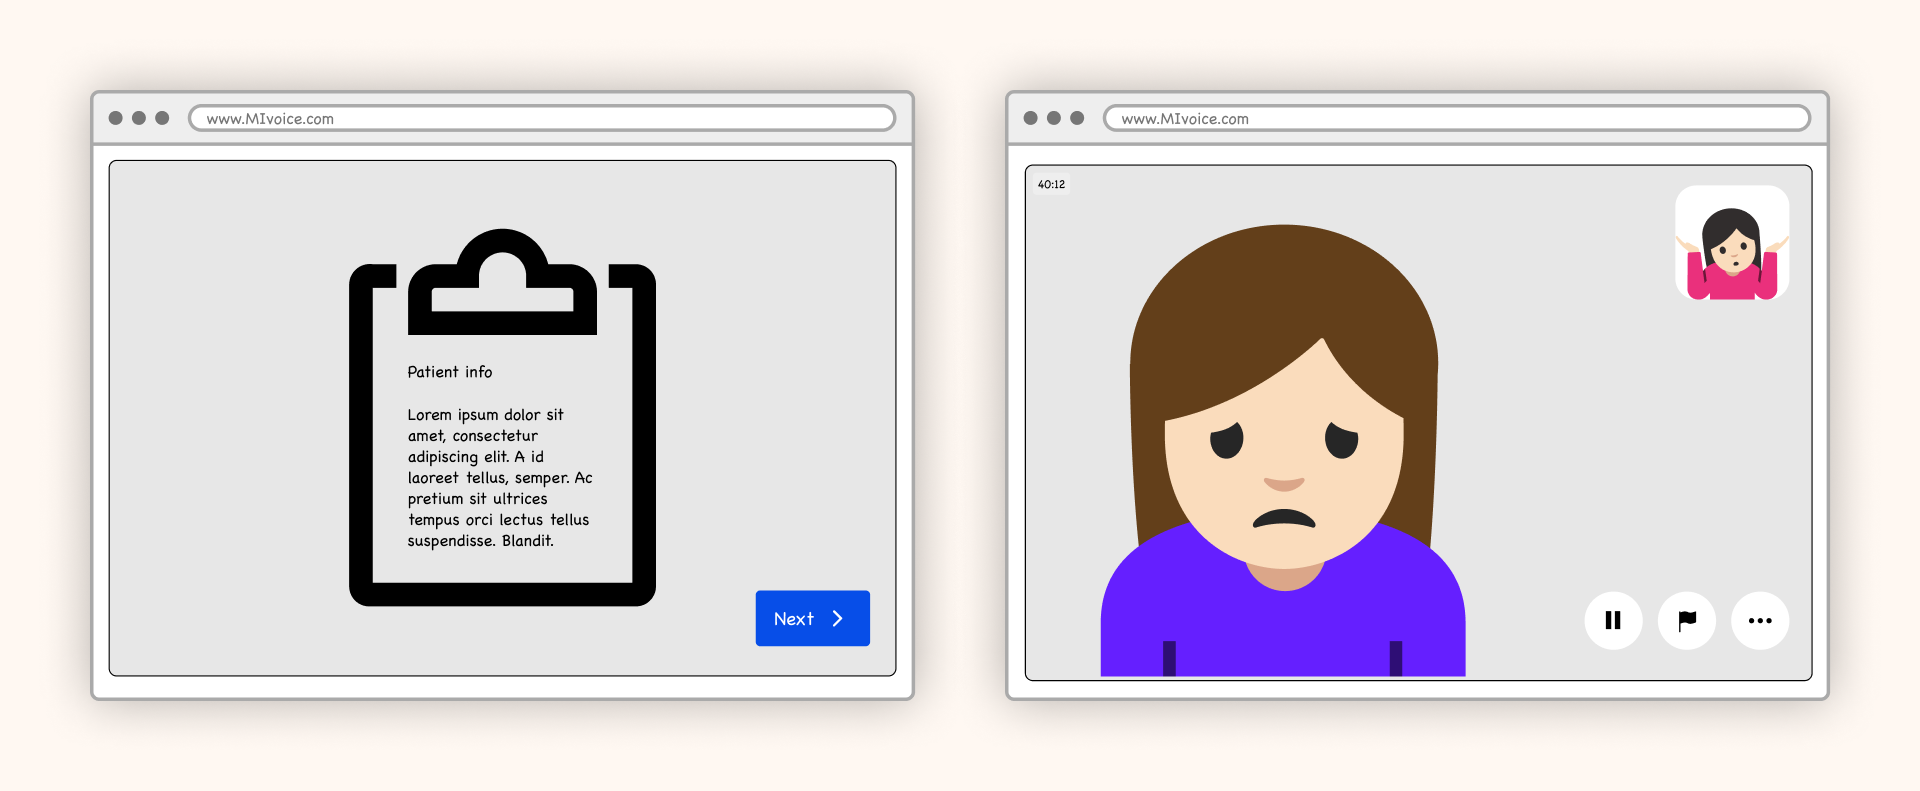 www.MIvoice.com
Patient info
Lorem ipsum dolor sit
amet, consectetur
adipiscing elit. A id
laoreet tellus, semper. Ac
pretium sit ultrices
tempus orci lectus tellus
suspendisse. Blandit.
Next
www.MIvoice.com
40:12